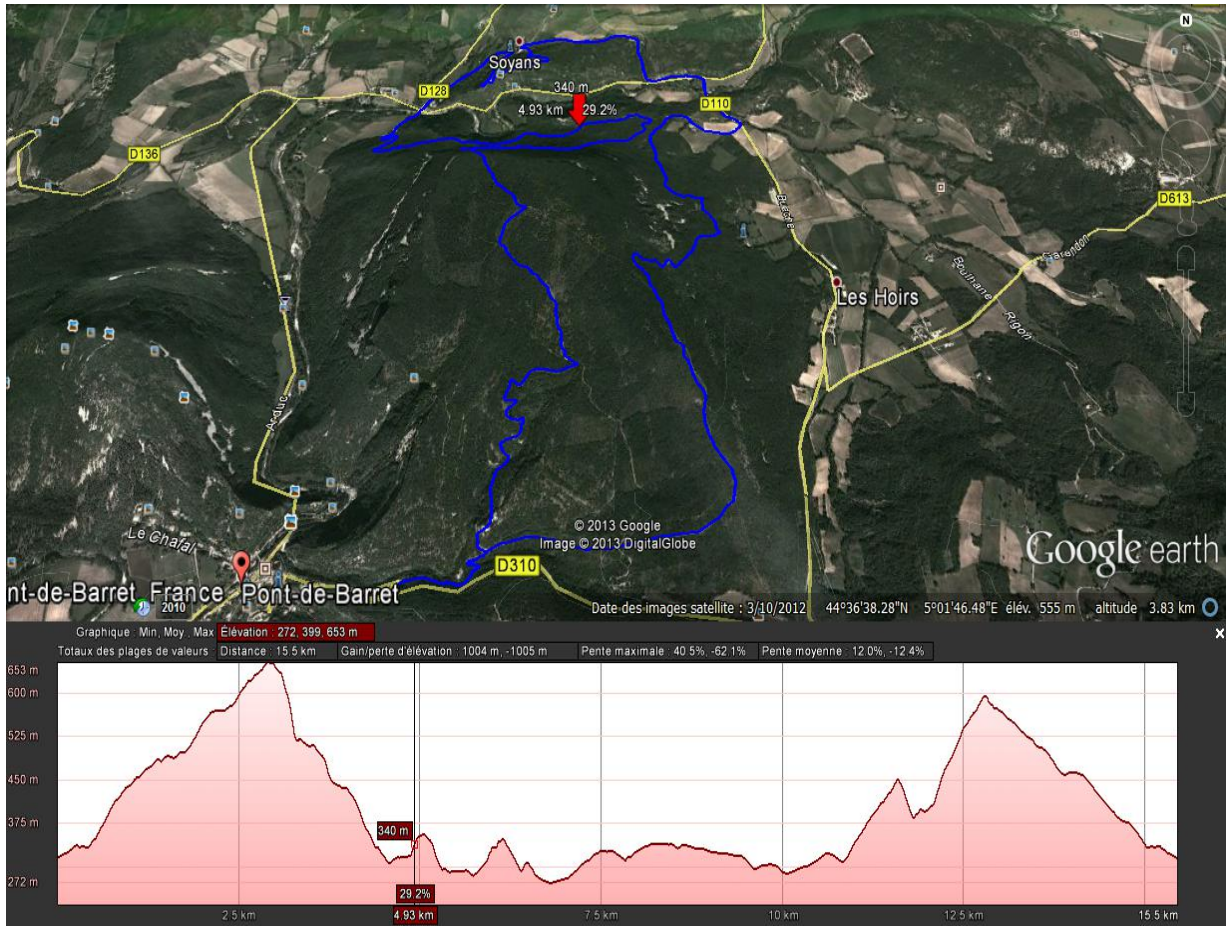 N
Soyans
D128
340 m
4.93 km 29.2%
D110
D136
D613
Les Hoirs
Boulhane
Rigon
© 2013 Google
Image © 2013 DigitalGlobe
Le Chafal
Google earth
D310
nt-de-Barret, France Pont-de-Barret
2010
Date des images satellite : 3/10/2012 44°36'38.28"N 5°01'46.48"E élév. 555 m altitude 3.83 km
Graphique : Min, Moy. Max Élévation : 272, 399, 653 m
x
Totaux des plages de valeurs : Distance : 15.5 km Gain/perte d'élévation : 1004 m, -1005 m Pente maximale : 40.5%, -62.1% Pente moyenne : 12.0%, -12.4%
653 m
600 m
525 m
450 m
375 m
340 m
272 m
29.2%
2.5 km 4.93 km 7.5 km 10 km 12.5 km 15.5 km